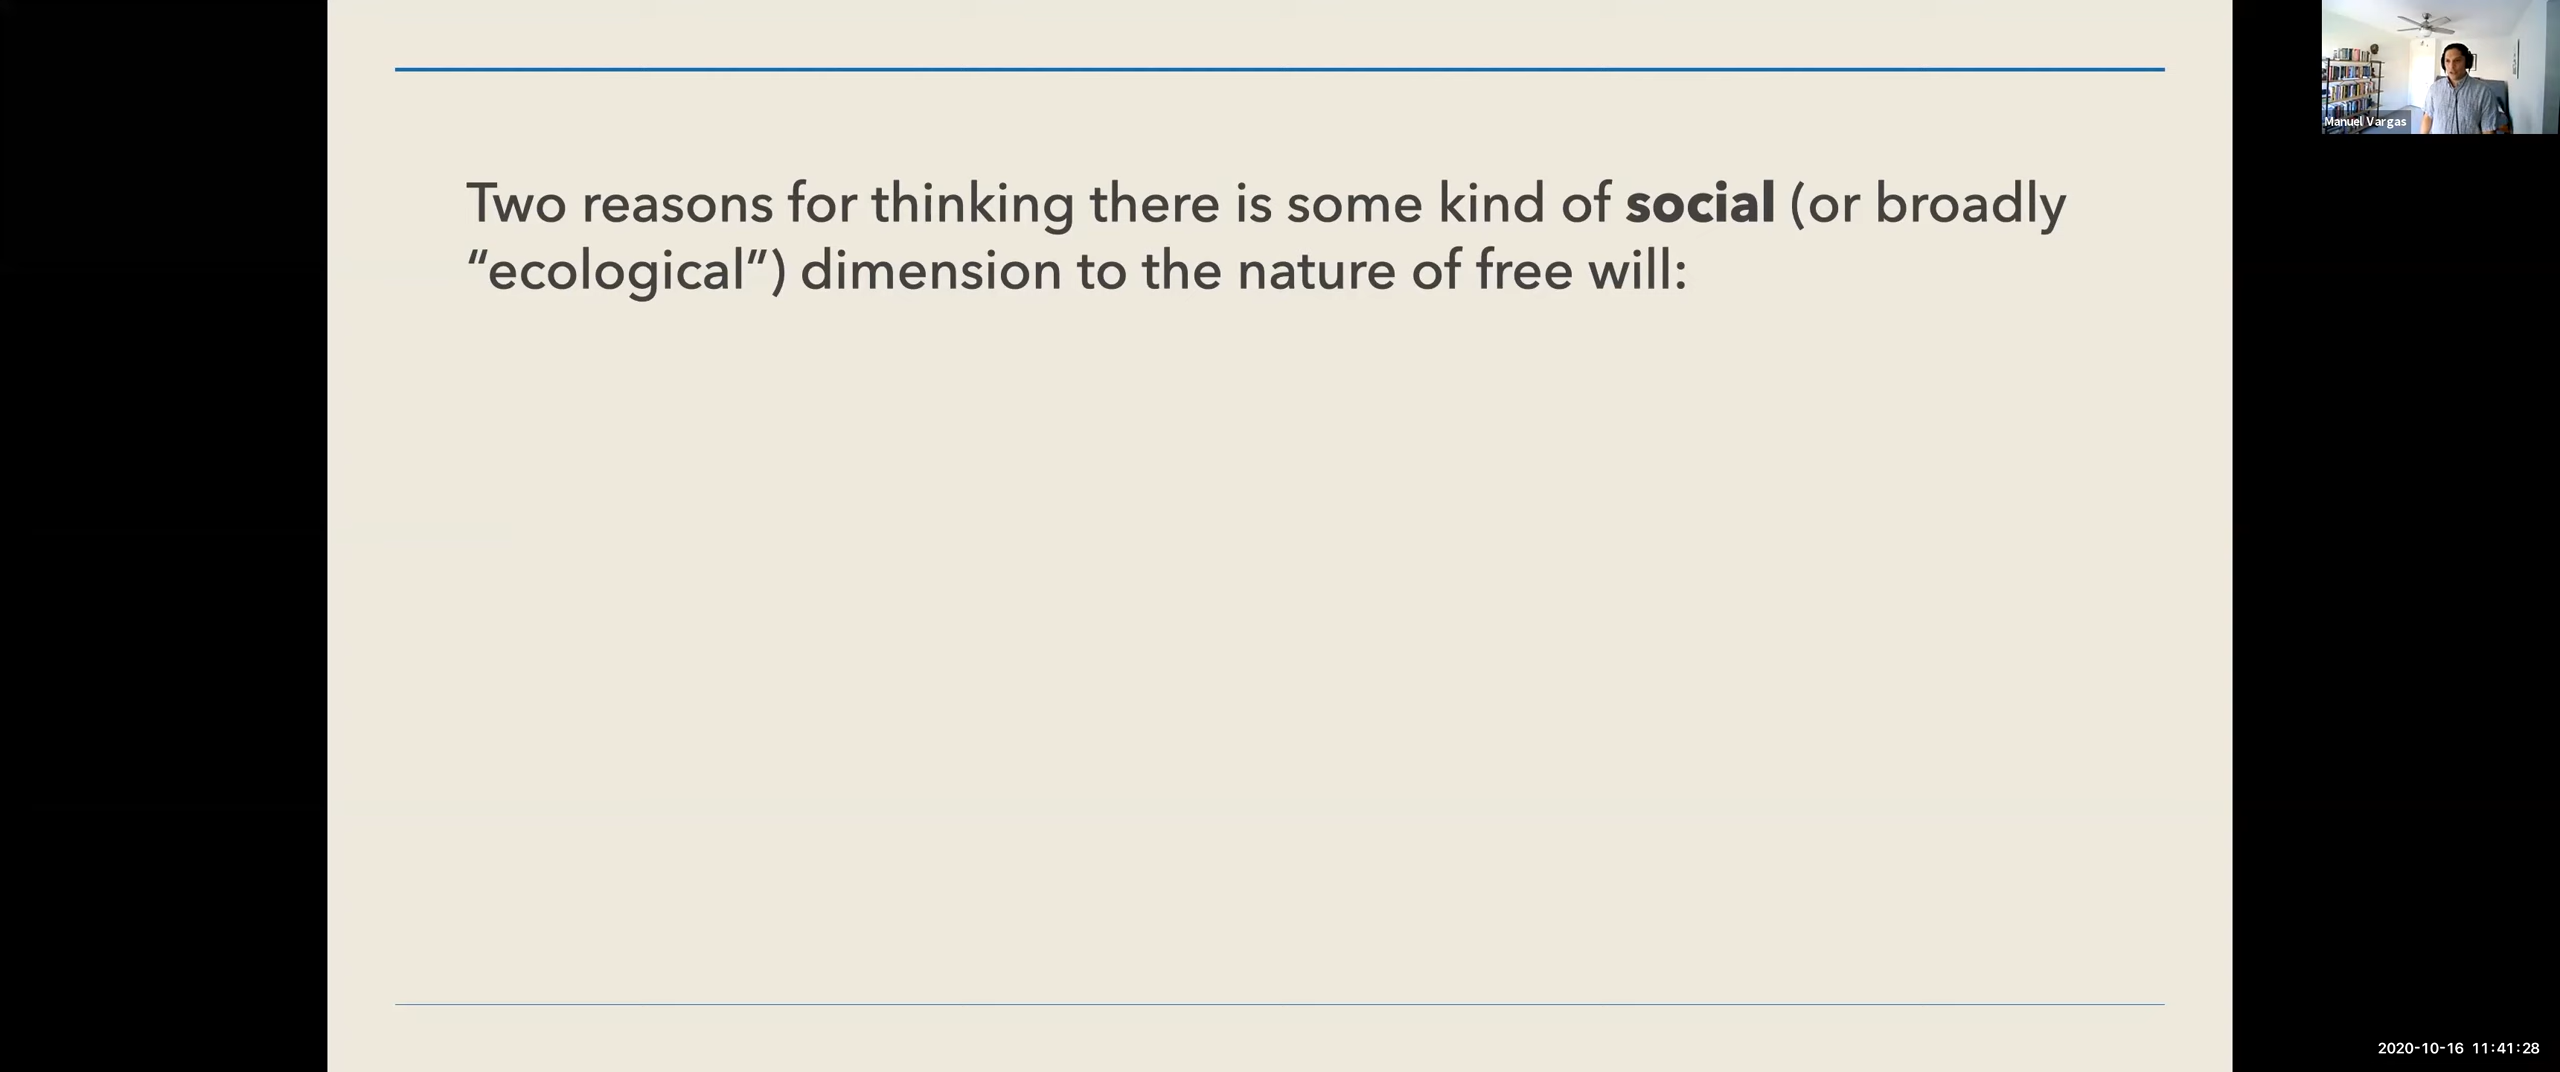 Two reasons for thinking there is some kind of social (or broadly
“ecological”) dimension to the nature of free will:
Manuel Vargas
2020-10-16 11:41:28